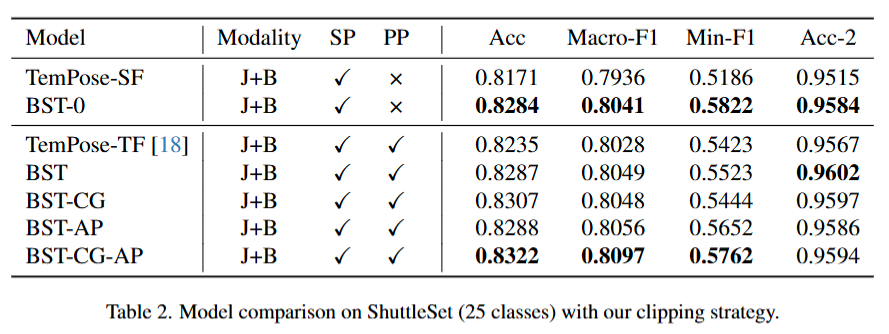 Model Modality SP PP Acc Macro-F1 Min-F1 Acc-2
TemPose-SF J+B ✓ × 0.8171 0.7936 0.5186 0.9515
BST-0 J+B ✓ × 0.8284 0.8041 0.5822 0.9584
TemPose-TF [18] J+B ✓ ✓ 0.8235 0.8028 0.5423 0.9567
BST J+B ✓ ✓ 0.8287 0.8049 0.5523 0.9602
BST-CG J+B ✓ ✓ 0.8307 0.8048 0.5444 0.9597
BST-AP J+B ✓ ✓ 0.8288 0.8056 0.5652 0.9586
BST-CG-AP J+B ✓ ✓ 0.8322 0.8097 0.5762 0.9594
Table 2. Model comparison on ShuttleSet (25 classes) with our clipping strategy.